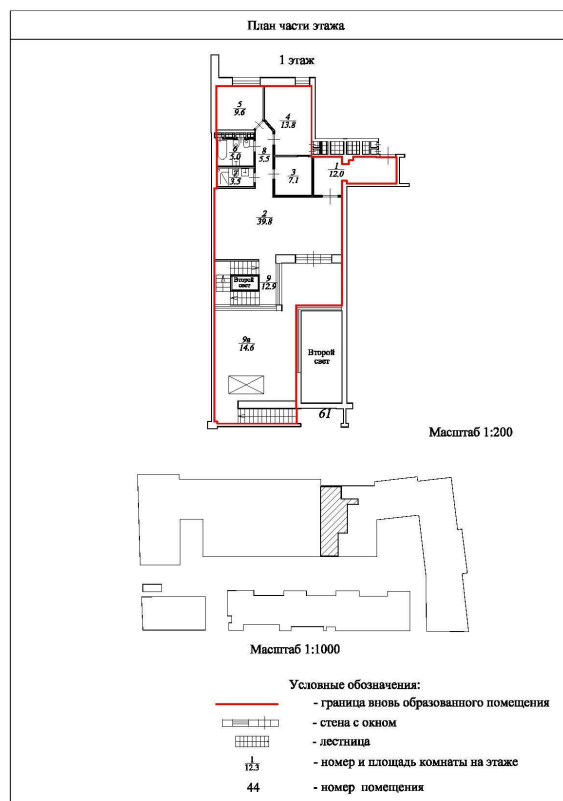 План части этажа
1 этаж
5
9.6
4
13.8
6
5.0
8
5.5
7
3.5
3
7.1
1
12.0
2
39.8
Второй
свет
9
12.9
9а
14.6
Второй
свет
61
Масштаб 1:200
Масштаб 1:1000
Условные обозначения:
- граница вновь образованного помещения
- стена с окном
- лестница
1
12.3
- номер и площадь комнаты на этаже
44
- номер помещения